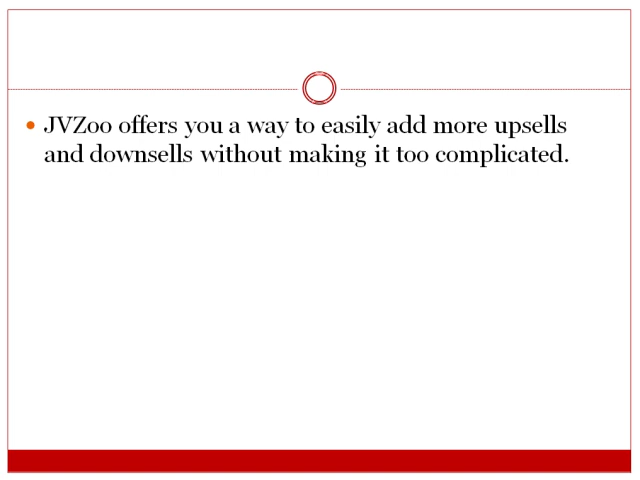 JVZoo offers you a way to easily add more upsells
and downsells without making it too complicated.